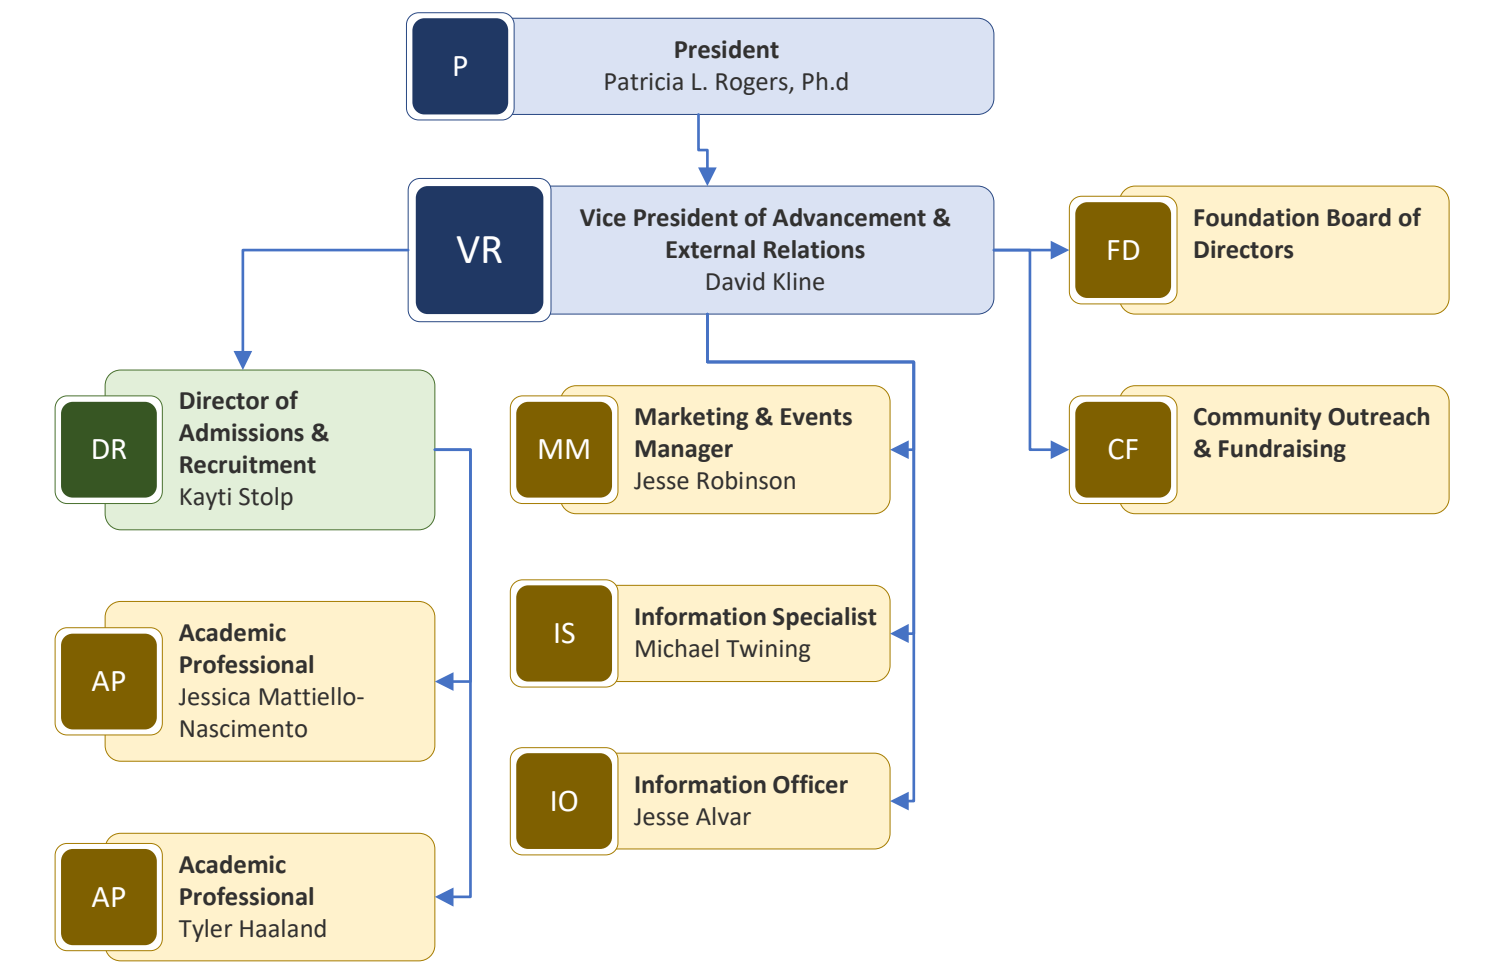 P
President
Patricia L. Rogers, Ph.d
VR
Vice President of Advancement &
External Relations
David Kline
FD
Foundation Board of
Directors
DR
Director of
Admissions &
Recruitment
Kayti Stolp
MM
Marketing & Events
Manager
Jesse Robinson
CF
Community Outreach
& Fundraising
AP
Academic
Professional
Jessica Mattiello-
Nascimento
IS
Information Specialist
Michael Twining
IO
Information Officer
Jesse Alvar
AP
Academic
Professional
Tyler Haaland